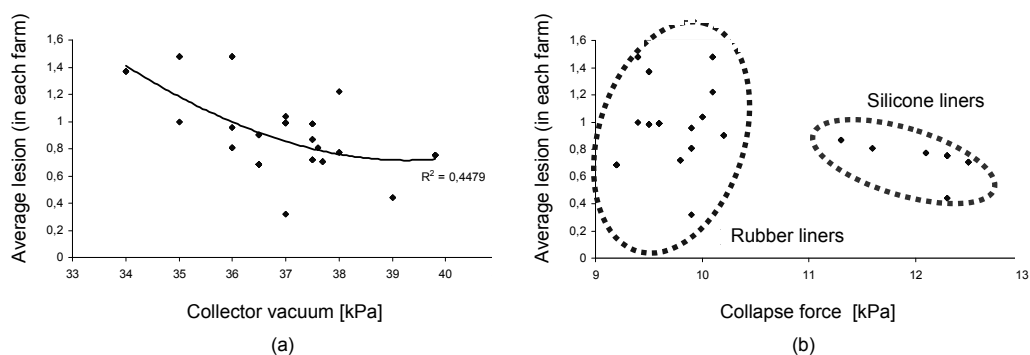 Average lesion (in each farm)
1,6
1,4
1,2
1
0,8
0,6
0,4
0,2
0
33 34 35 36 37 38 39 40
R² = 0,4479
Collector vacuum [kPa]
(a)
Average lesion (in each farm)
1,6
1,4
1,2
1
0,8
0,6
0,4
0,2
0
9 10 11 12 13
Silicone liners
Rubber liners
Collapse force [kPa]
(b)